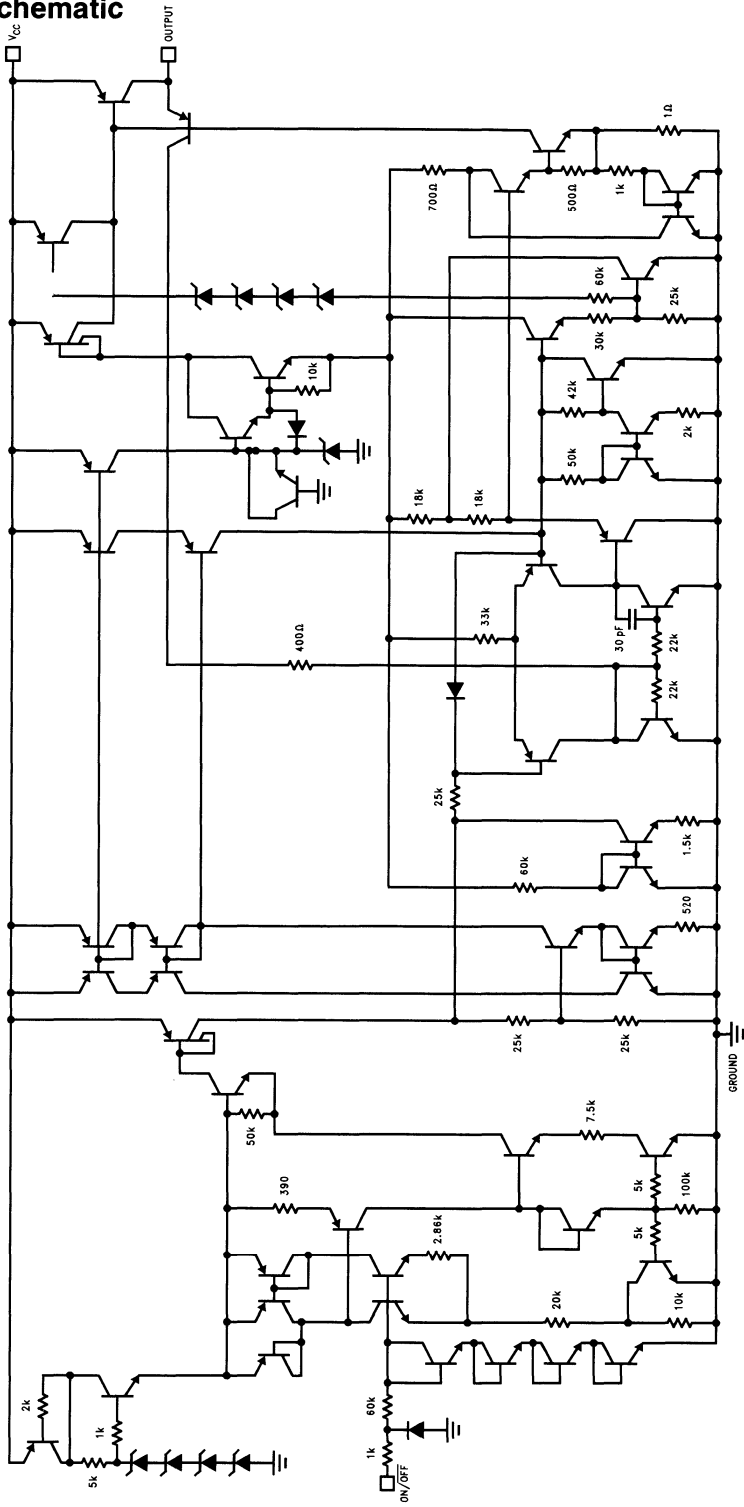 chematic
VCC
OUTPUT
1Ω
700Ω
500Ω
1k
60k
25k
30k
10k
42k
2k
50k
18k
18k
33k
30 pF
22k
400Ω
22k
25k
60k
1.5k
520
25k
25k
GROUND
50k
7.5k
390
5k
100k
2.86k
5k
20k
10k
2k
1k
5k
60k
1k
ON/OFF